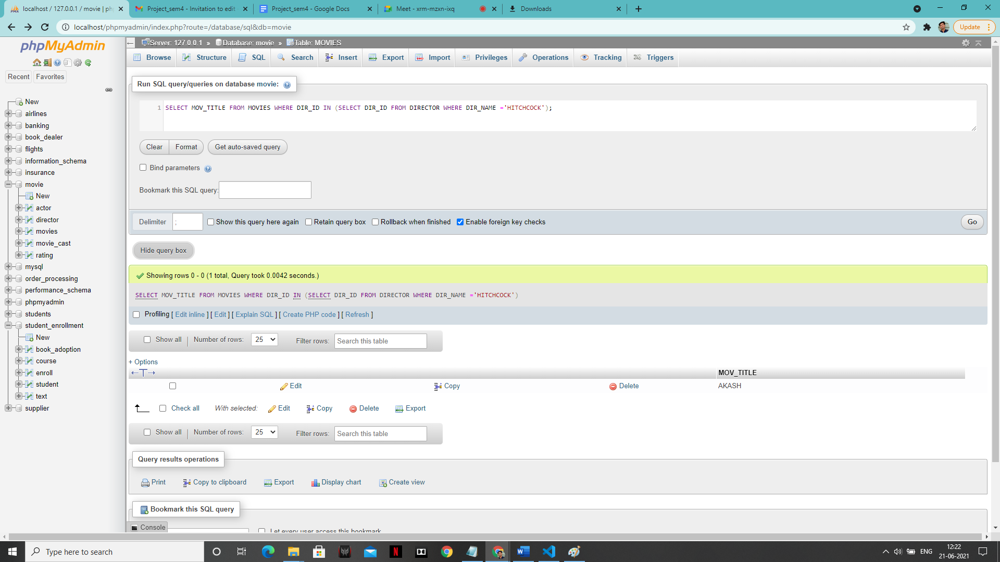 localhost / 127.0.0.1 / movie | ph
Project_sem4 - Invitation to edit
Project_sem4 - Google Docs
Meet - xrm-mzxn-ixq
Downloads
localhost/phpmyadmin/index.php?route=/database/sql&db=movie
Update
phpMyAdmin
Recent Favorites
New
airlines
banking
book_dealer
flights
information_schema
insurance
movie
New
actor
director
movies
movie_cast
rating
mysql
order_processing
performance_schema
phpmyadmin
students
student_enrollment
New
book_adoption
course
enroll
student
text
supplier
Server: 127.0.0.1 » Database: movie » Table: MOVIES
Browse Structure SQL Search Insert Export Import Privileges Operations Tracking Triggers
Run SQL query/queries on database movie:
1 SELECT MOV_TITLE FROM MOVIES WHERE DIR_ID IN (SELECT DIR_ID FROM DIRECTOR WHERE DIR_NAME ='HITCHCOCK');
Clear Format Get auto-saved query
Bind parameters
Bookmark this SQL query:
Delimiter ; Show this query here again Retain query box Rollback when finished Enable foreign key checks Go
Hide query box
Showing rows 0 - 0 (1 total, Query took 0.0042 seconds.)
SELECT MOV_TITLE FROM MOVIES WHERE DIR_ID IN (SELECT DIR_ID FROM DIRECTOR WHERE DIR_NAME ='HITCHCOCK')
Profiling [ Edit inline ] [ Edit ] [ Explain SQL ] [ Create PHP code ] [ Refresh ]
Show all | Number of rows: 25 Filter rows: Search this table
+ Options
←T→ MOV_TITLE
Edit Copy Delete AKASH
Check all With selected: Edit Copy Delete Export
Show all | Number of rows: 25 Filter rows: Search this table
Query results operations
Print Copy to clipboard Export Display chart Create view
Bookmark this SQL query
Console
Let every user access this bookmark
Type here to search
ENG
12:22
21-06-2021